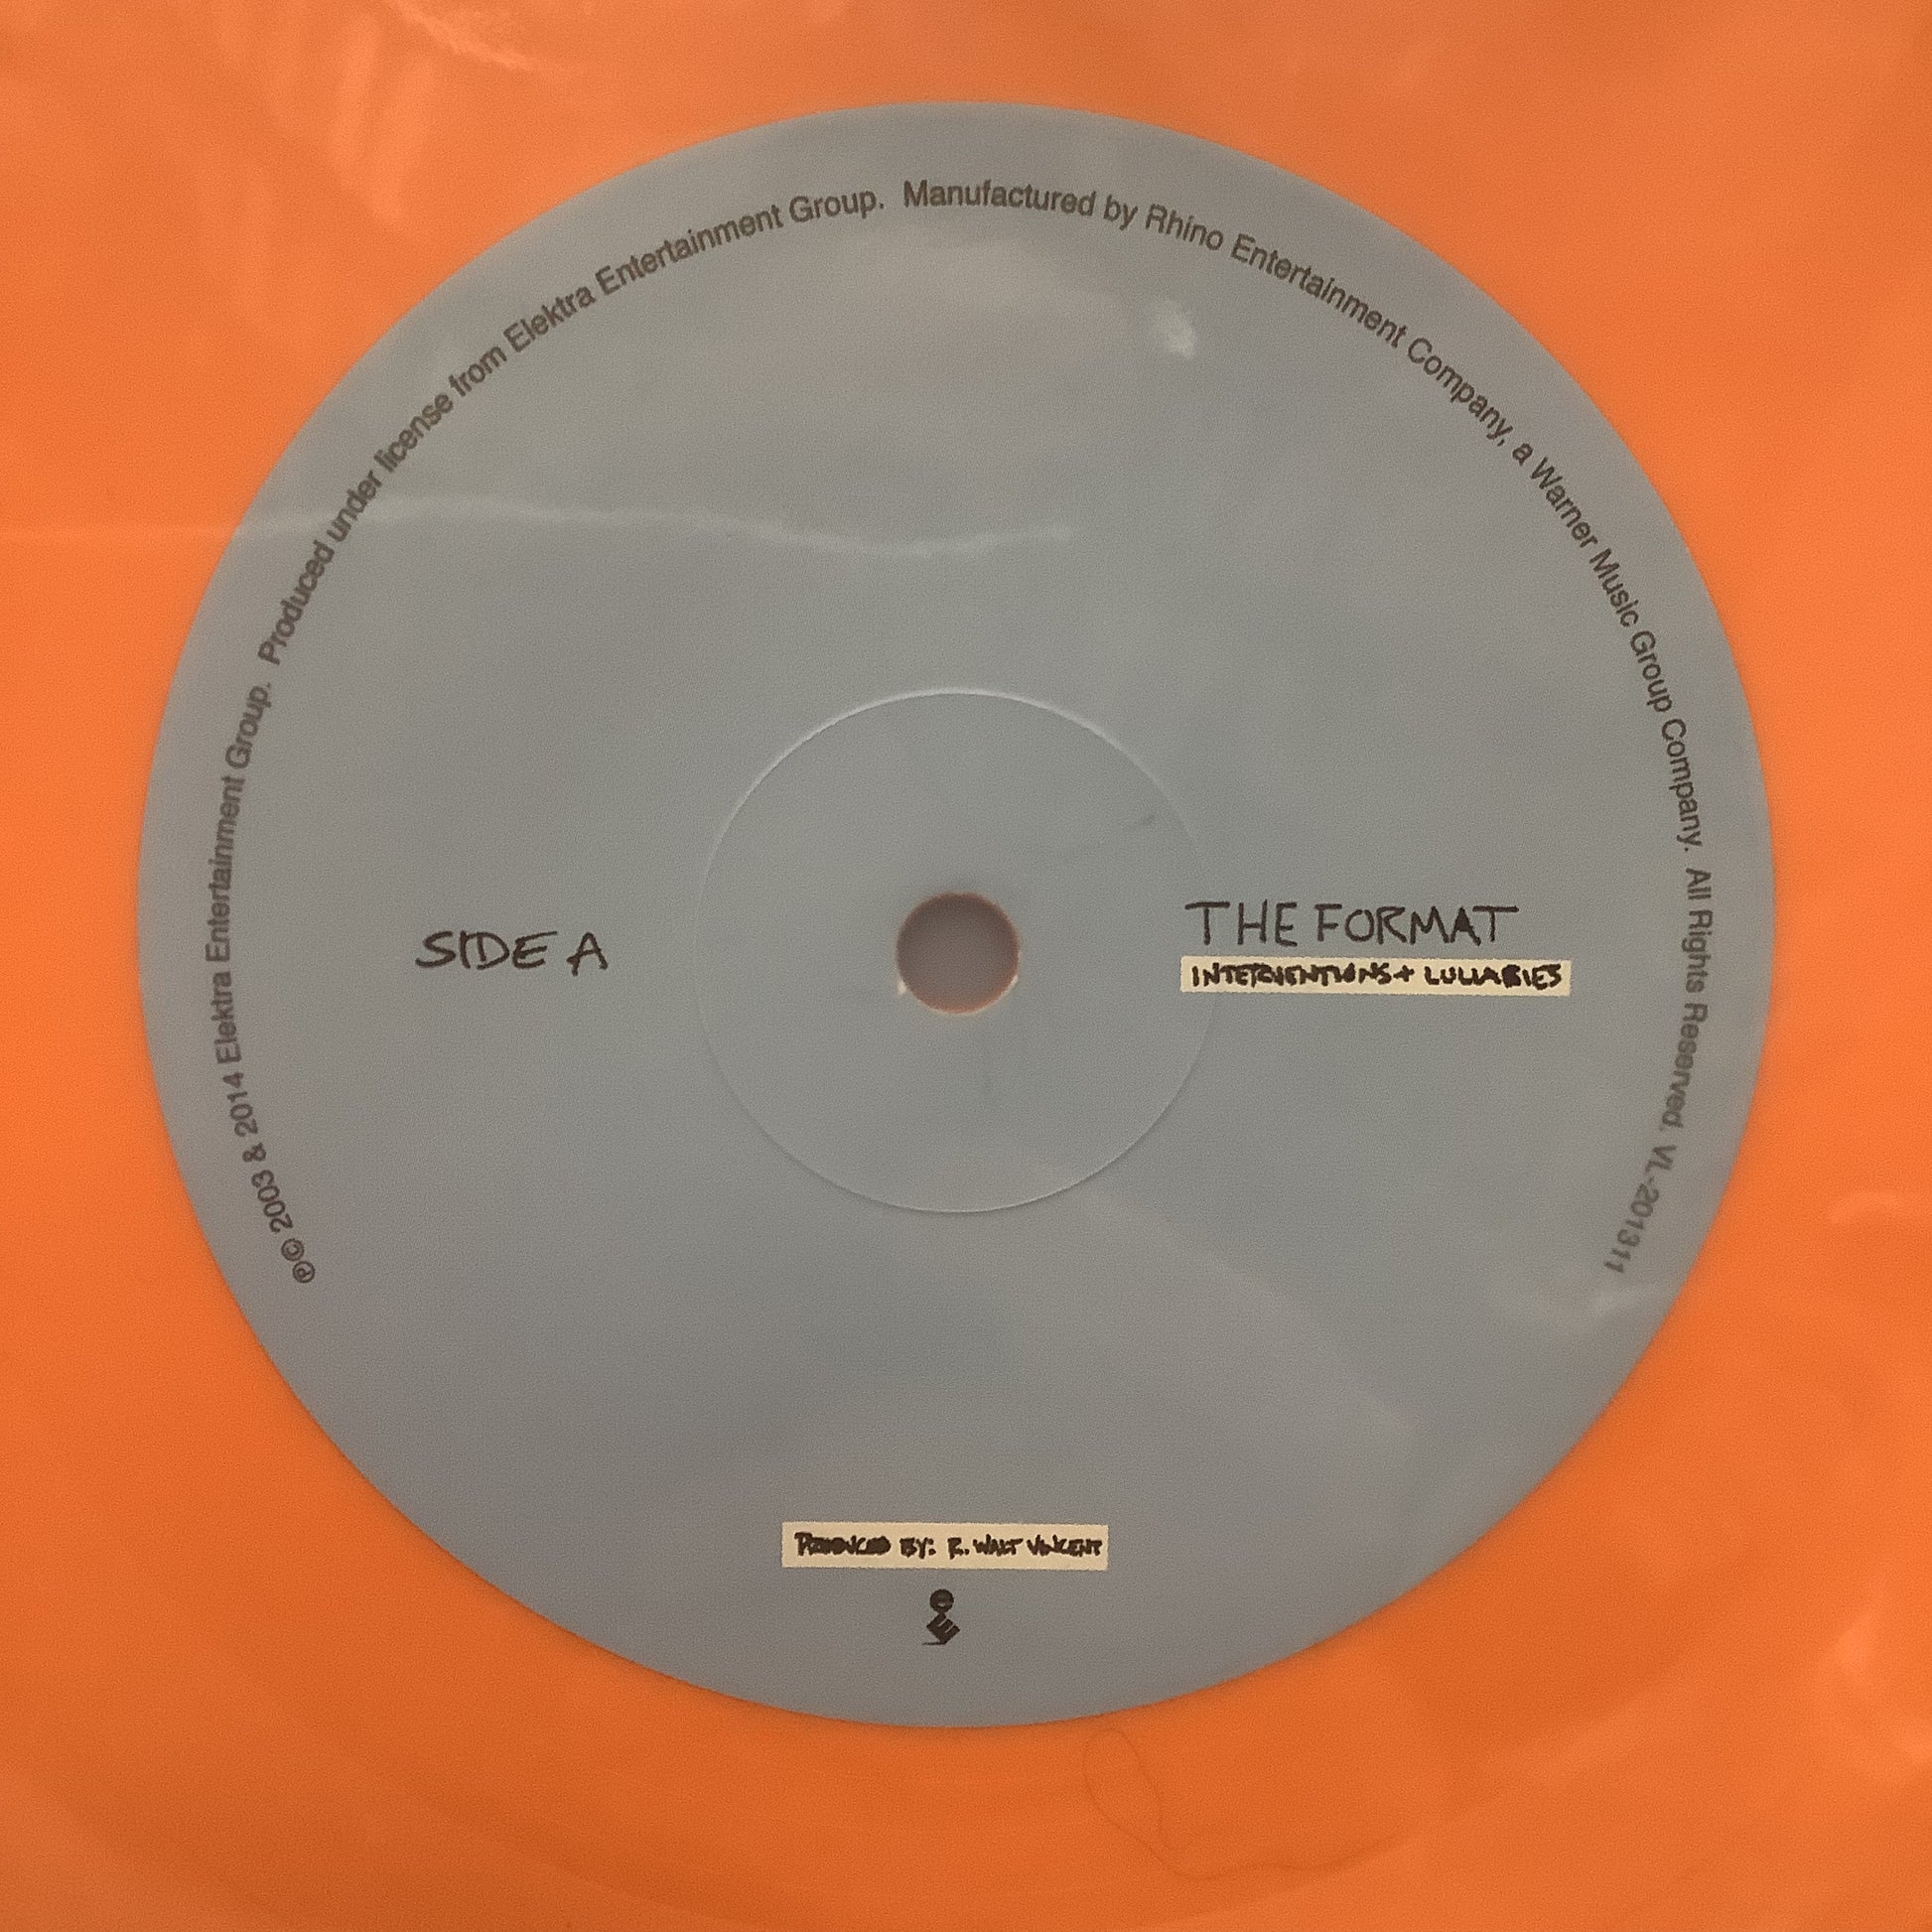 ℗© 2003 & 2014 Elektra Entertainment Group. Produced under license from Elektra Entertainment Group. Manufactured by Rhino Entertainment Company, a Warner Music Group Company. All Rights Reserved. VL-201311
SIDE A
THE FORMAT
INTERVENTIONS + LULLABIES
PRODUCED BY: R. WALT VINCENT